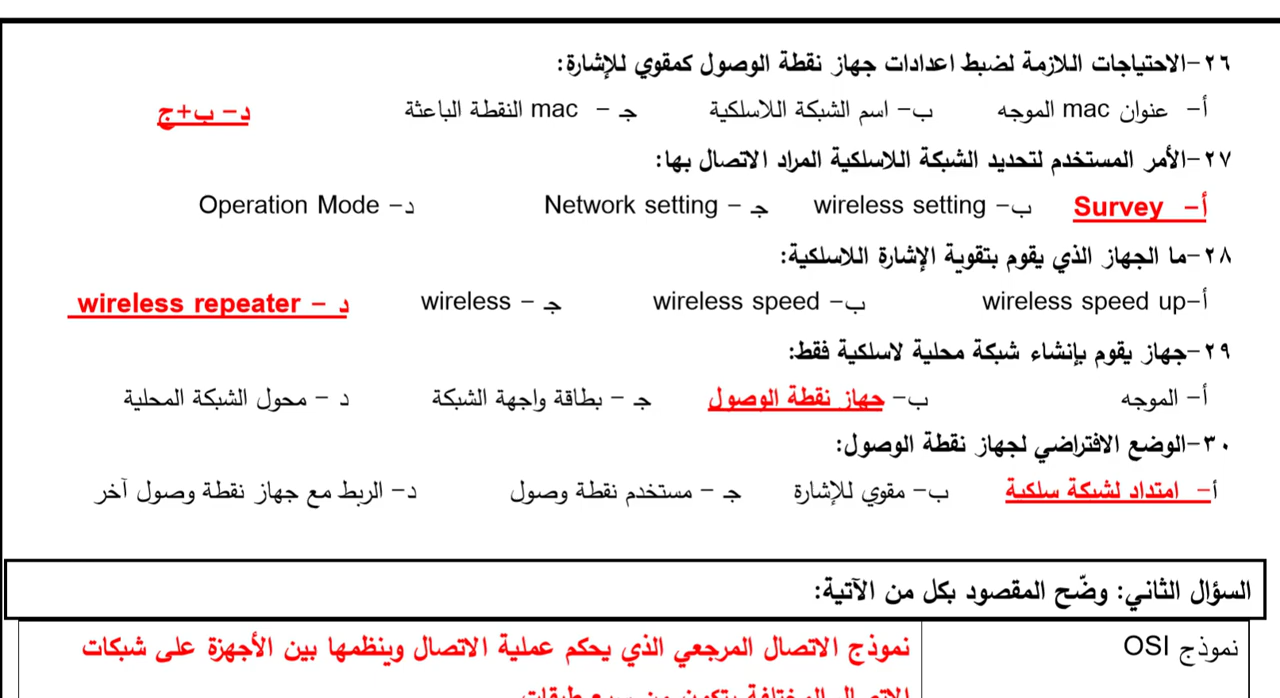 ٢٦-الاحتياجات اللازمة لضبط اعدادات جهاز نقطة الوصول كمقوي للإشارة:
أ- عنوان mac الموجه ب- اسم الشبكة اللاسلكية جـ - mac النقطة الباعثة د- ب+ج
٢٧-الأمر المستخدم لتحديد الشبكة اللاسلكية المراد الاتصال بها:
أ- Survey ب- wireless setting جـ - Network setting د- Operation Mode
٢٨-ما الجهاز الذي يقوم بتقوية الإشارة اللاسلكية:
أ-wireless speed up ب- wireless speed جـ - wireless د - wireless repeater
٢٩-جهاز يقوم بإنشاء شبكة محلية لاسلكية فقط:
أ- الموجه ب- جهاز نقطة الوصول جـ - بطاقة واجهة الشبكة د - محول الشبكة المحلية
٣٠-الوضع الافتراضي لجهاز نقطة الوصول:
أ- امتداد لشبكة سلكية ب- مقوي للإشارة جـ - مستخدم نقطة وصول د- الربط مع جهاز نقطة وصول آخر
السؤال الثاني: وضّح المقصود بكل من الآتية:
نموذج OSI نموذج الاتصال المرجعي الذي يحكم عملية الاتصال وينظمها بين الأجهزة على شبكات